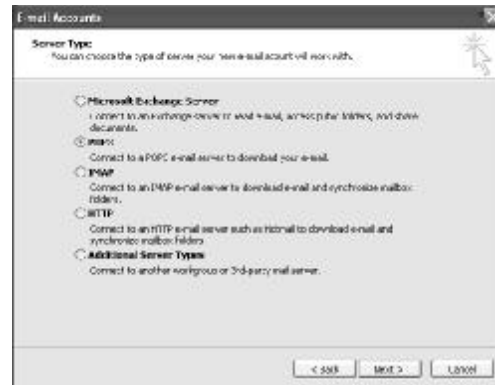 E-mail Accounts
Server Type
You can choose the type of server your new e-mail account will work with.
Microsoft Exchange Server
Connect to an Exchange server to read e-mail, access public folders, and share
documents.
POP3
Connect to a POP3 e-mail server to download your e-mail.
IMAP
Connect to an IMAP e-mail server to download e-mail and synchronize mailbox
folders.
HTTP
Connect to an HTTP e-mail server such as Hotmail to download e-mail and
synchronize mailbox folders.
Additional Server Types
Connect to another workgroup or 3rd-party mail server.
< Back Next > Cancel